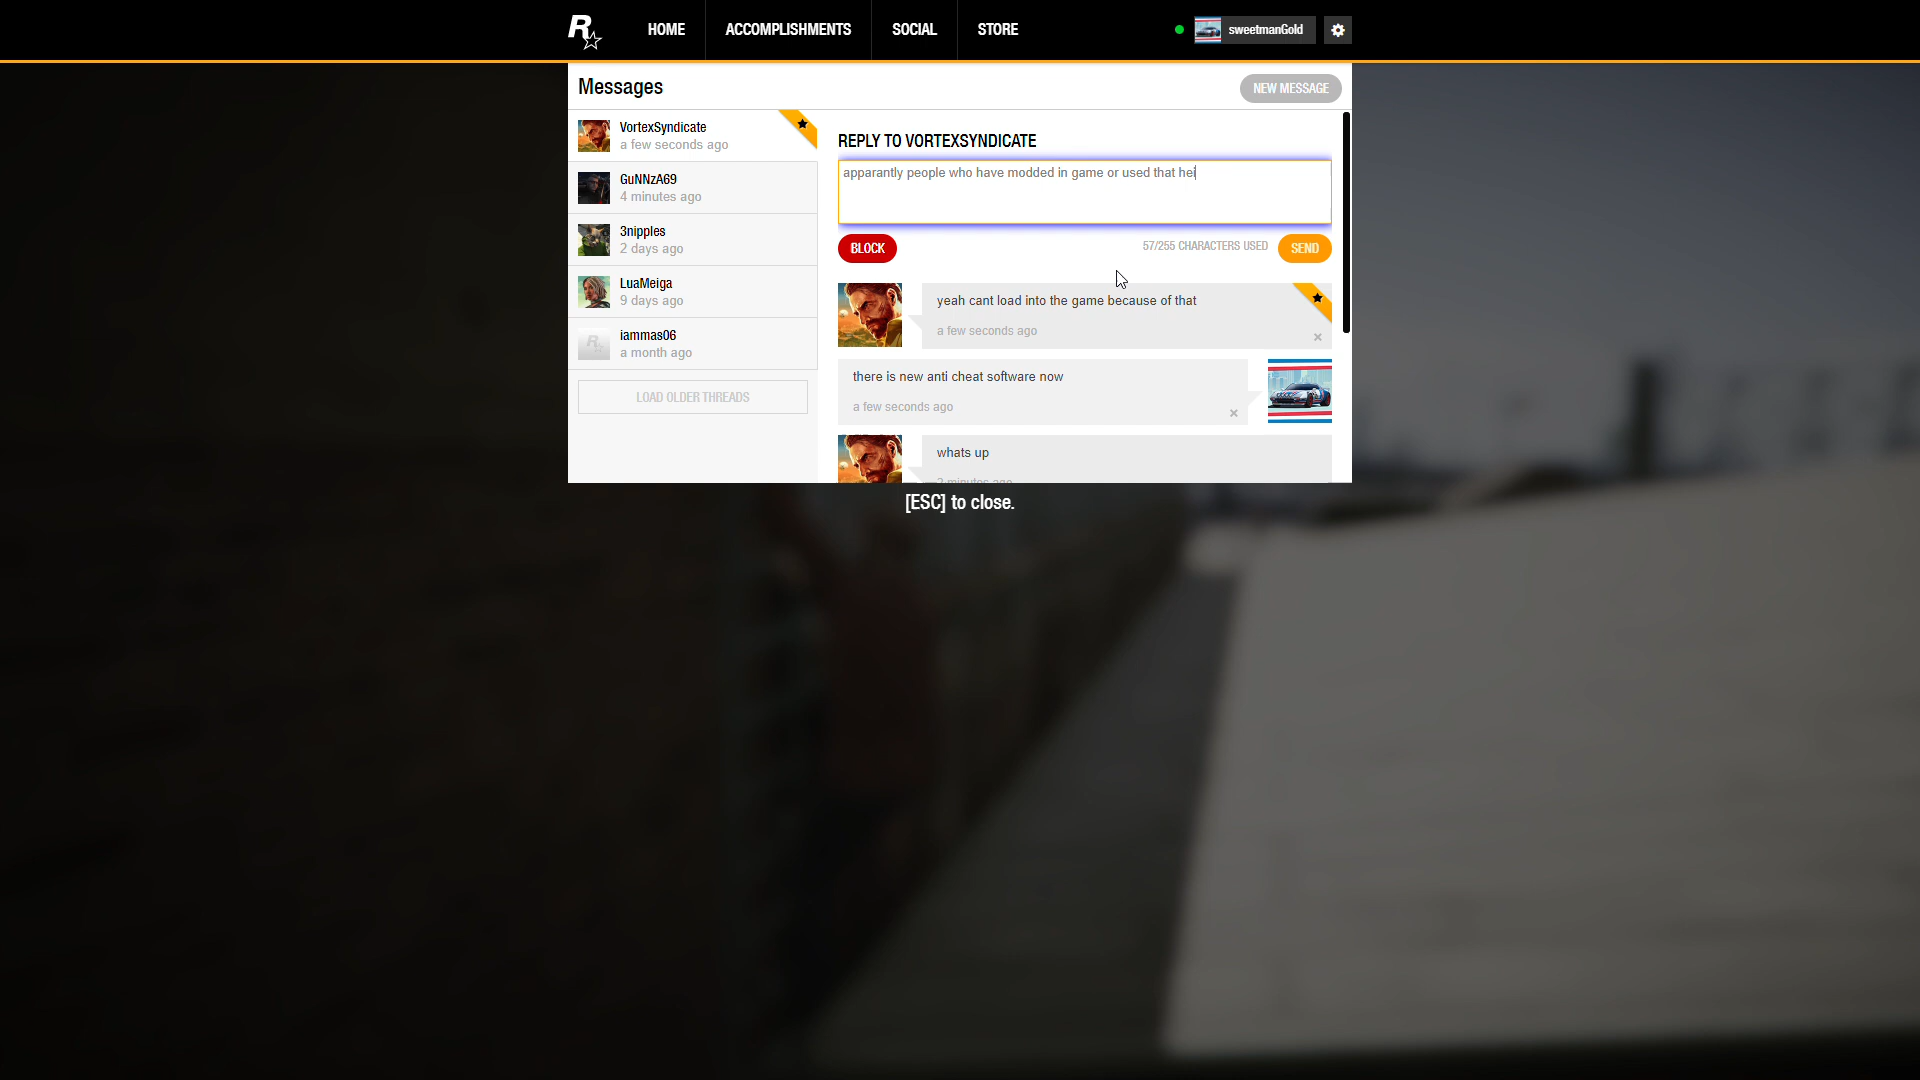 HOME
ACCOMPLISHMENTS
SOCIAL
STORE
sweetmanGold
Messages
NEW MESSAGE
VortexSyndicate
a few seconds ago
GuNNzA69
4 minutes ago
3nipples
2 days ago
LuaMeiga
9 days ago
iammas06
a month ago
LOAD OLDER THREADS
REPLY TO VORTEXSYNDICATE
apparantly people who have modded in game or used that hei
BLOCK
57/255 CHARACTERS USED
SEND
yeah cant load into the game because of that
a few seconds ago
there is new anti cheat software now
a few seconds ago
whats up
2 minutes ago
[ESC] to close.